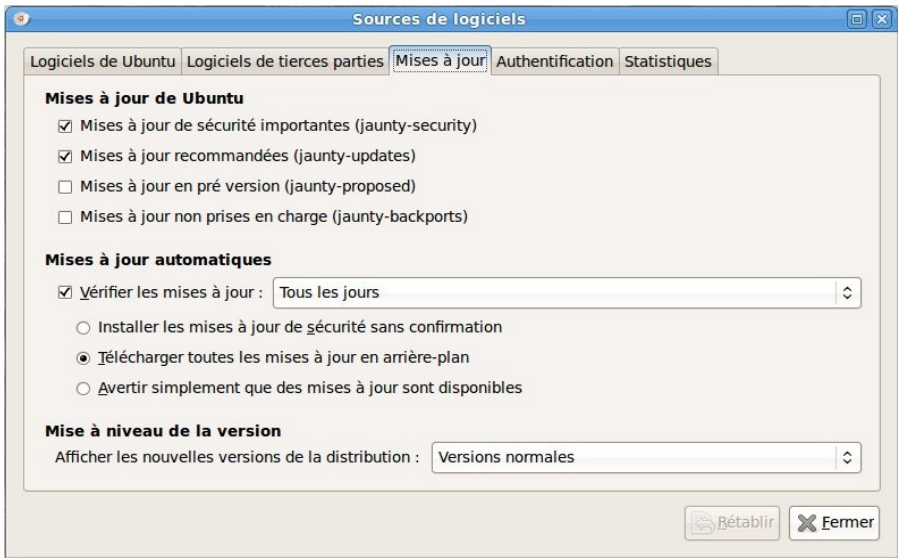 Sources de logiciels
Logiciels de Ubuntu Logiciels de tierces parties Mises à jour Authentification Statistiques
Mises à jour de Ubuntu
Mises à jour de sécurité importantes (jaunty-security)
Mises à jour recommandées (jaunty-updates)
Mises à jour en pré version (jaunty-proposed)
Mises à jour non prises en charge (jaunty-backports)
Mises à jour automatiques
Vérifier les mises à jour : Tous les jours
Installer les mises à jour de sécurité sans confirmation
Télécharger toutes les mises à jour en arrière-plan
Avertir simplement que des mises à jour sont disponibles
Mise à niveau de la version
Afficher les nouvelles versions de la distribution : Versions normales
Rétablir Fermer